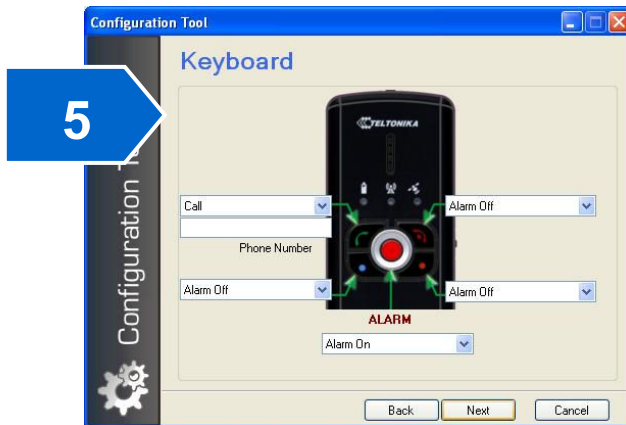 Configuration Tool
Keyboard
5
Configuration To
TELTONIKA
Call
Alarm Off
Phone Number
Alarm Off
Alarm Off
ALARM
Alarm On
Back
Next
Cancel